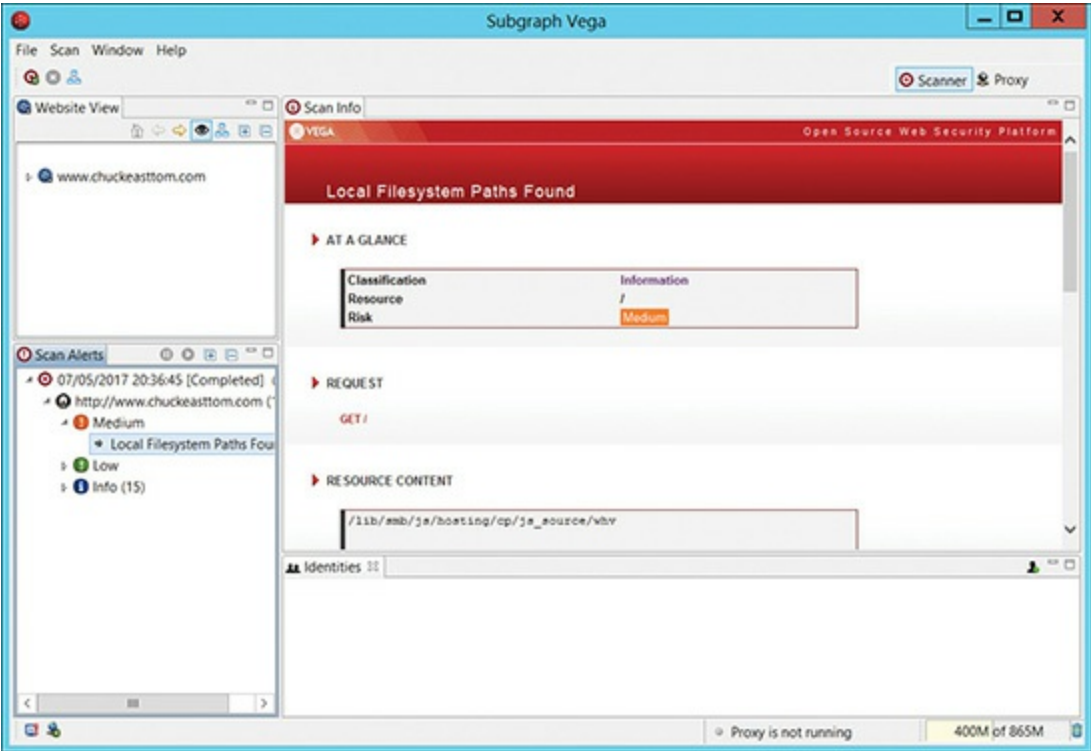 Subgraph Vega
File Scan Window Help
Scanner Proxy
Website View
Scan Info
VEGA Open Source Web Security Platform
www.chuckeasttom.com
Local Filesystem Paths Found
AT A GLANCE
Classification Information
Resource /
Risk Medium
Scan Alerts
07/05/2017 20:36:45 [Completed]
http://www.chuckeasttom.com
Medium
Local Filesystem Paths Fou
Low
Info (15)
REQUEST
GET /
RESOURCE CONTENT
/lib/smb/js/hosting/cp/js_source/whv
Identities
Proxy is not running 400M of 865M